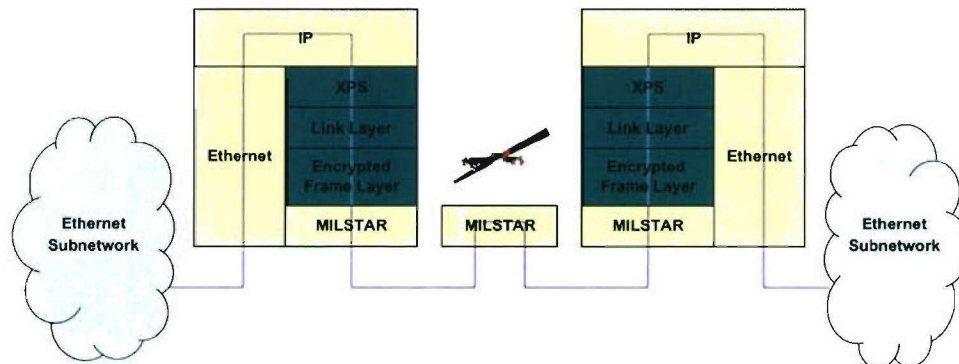 IP
XPS
Link Layer
Ethernet
Encrypted
Frame Layer
MILSTAR
Ethernet
Subnetwork
MILSTAR
IP
XPS
Link Layer
Encrypted
Frame Layer
Ethernet
MILSTAR
Ethernet
Subnetwork